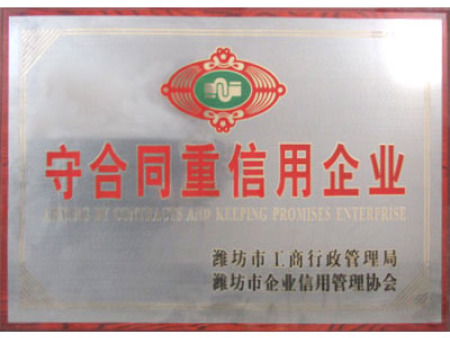 守合同重信用企业
ABIDING BY CONTRACTS AND KEEPING PROMISES ENTERPRISE
潍坊市工商行政管理局
潍坊市企业信用管理协会